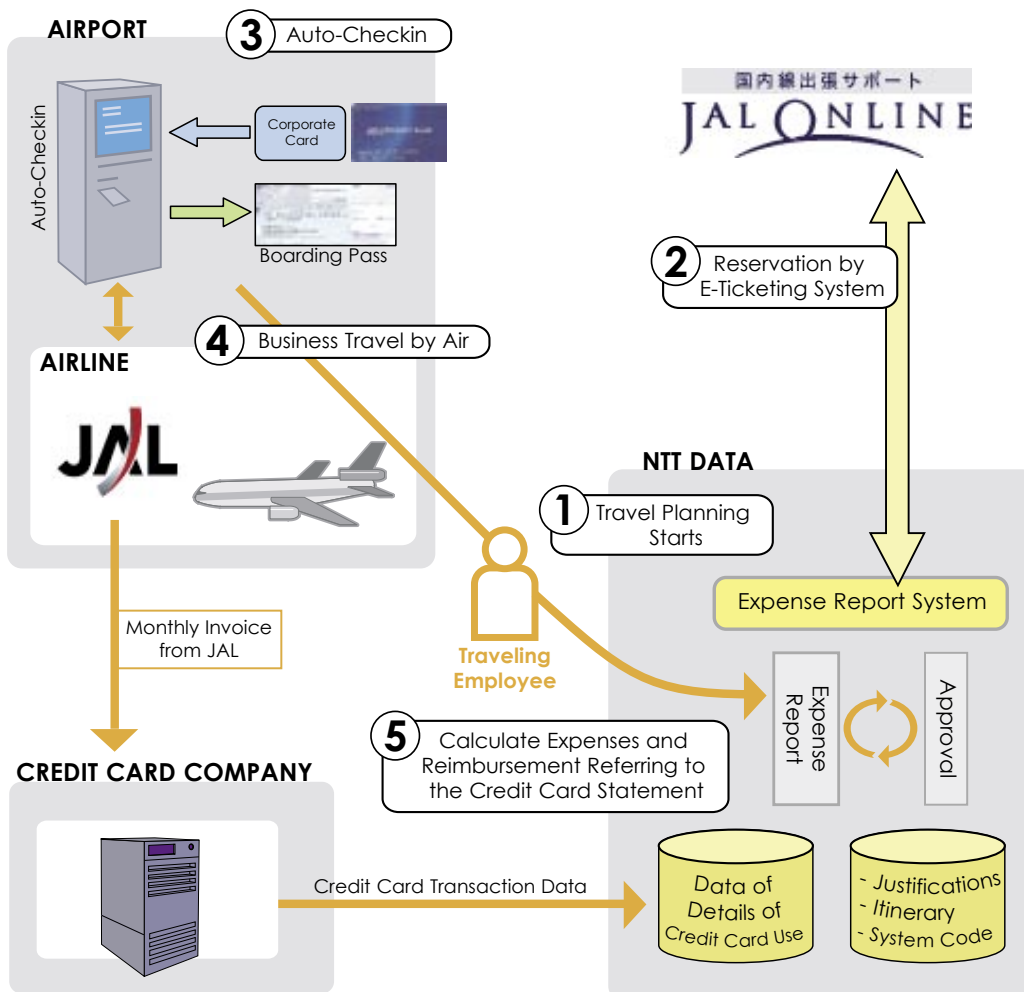 AIRPORT
3 Auto-Checkin
Auto-Checkin
Corporate
Card
Boarding Pass
国内線出張サポート
JAL ONLINE
2 Reservation by
E-Ticketing System
4 Business Travel by Air
AIRLINE
JAL
NTT DATA
1 Travel Planning
Starts
Expense Report System
Monthly Invoice
from JAL
Traveling
Employee
Expense
Report
Approval
5 Calculate Expenses and
Reimbursement Referring to
the Credit Card Statement
CREDIT CARD COMPANY
Credit Card Transaction Data
Data of
Details of
Credit Card Use
- Justifications
- Itinerary
- System Code